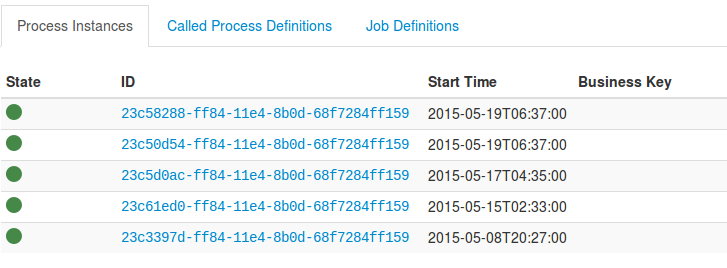 Process Instances Called Process Definitions Job Definitions
State ID Start Time Business Key
23c58288-ff84-11e4-8b0d-68f7284ff159 2015-05-19T06:37:00
23c50d54-ff84-11e4-8b0d-68f7284ff159 2015-05-19T06:37:00
23c5d0ac-ff84-11e4-8b0d-68f7284ff159 2015-05-17T04:35:00
23c61ed0-ff84-11e4-8b0d-68f7284ff159 2015-05-15T02:33:00
23c3397d-ff84-11e4-8b0d-68f7284ff159 2015-05-08T20:27:00